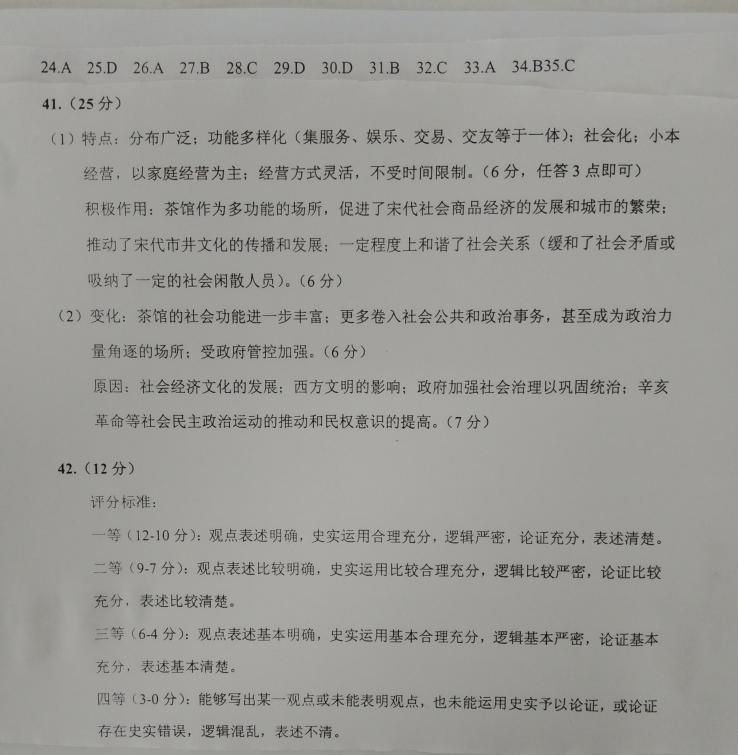 24.A 25.D 26.A 27.B 28.C 29.D 30.D 31.B 32.C 33.A 34.B35.C
41.（25 分）
（1）特点：分布广泛；功能多样化（集服务、娱乐、交易、交友等于一体）；社会化；小本
经营，以家庭经营为主；经营方式灵活，不受时间限制。（6 分，任答 3 点即可）
积极作用：茶馆作为多功能的场所，促进了宋代社会商品经济的发展和城市的繁荣；
推动了宋代市井文化的传播和发展；一定程度上和谐了社会关系（缓和了社会矛盾或
吸纳了一定的社会闲散人员）。（6 分）
（2）变化：茶馆的社会功能进一步丰富；更多卷入社会公共和政治事务，甚至成为政治力
量角逐的场所；受政府管控加强。（6 分）
原因：社会经济文化的发展；西方文明的影响；政府加强社会治理以巩固统治；辛亥
革命等社会民主政治运动的推动和民权意识的提高。（7 分）
42.（12 分）
评分标准：
一等（12-10 分）：观点表述明确，史实运用合理充分，逻辑严密，论证充分，表述清楚。
二等（9-7 分）：观点表述比较明确，史实运用比较合理充分，逻辑比较严密，论证比较
充分，表述比较清楚。
三等（6-4 分）：观点表述基本明确，史实运用基本合理充分，逻辑基本严密，论证基本
充分，表述基本清楚。
四等（3-0 分）：能够写出某一观点或未能表明观点，也未能运用史实予以论证，或论证
存在史实错误，逻辑混乱，表述不清。